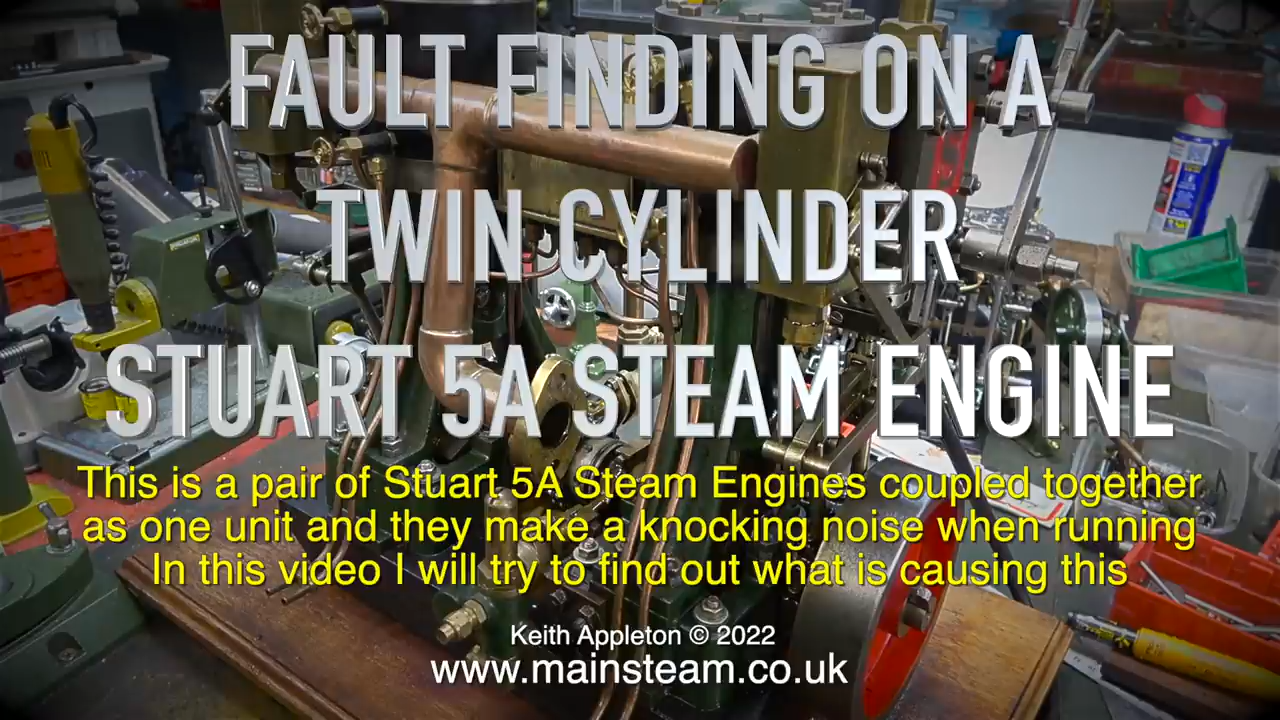 FAULT FINDING ON A
TWIN CYLINDER
STUART 5A STEAM ENGINE
This is a pair of Stuart 5A Steam Engines coupled together
as one unit and they make a knocking noise when running
In this video I will try to find out what is causing this
Keith Appleton © 2022
www.mainsteam.co.uk